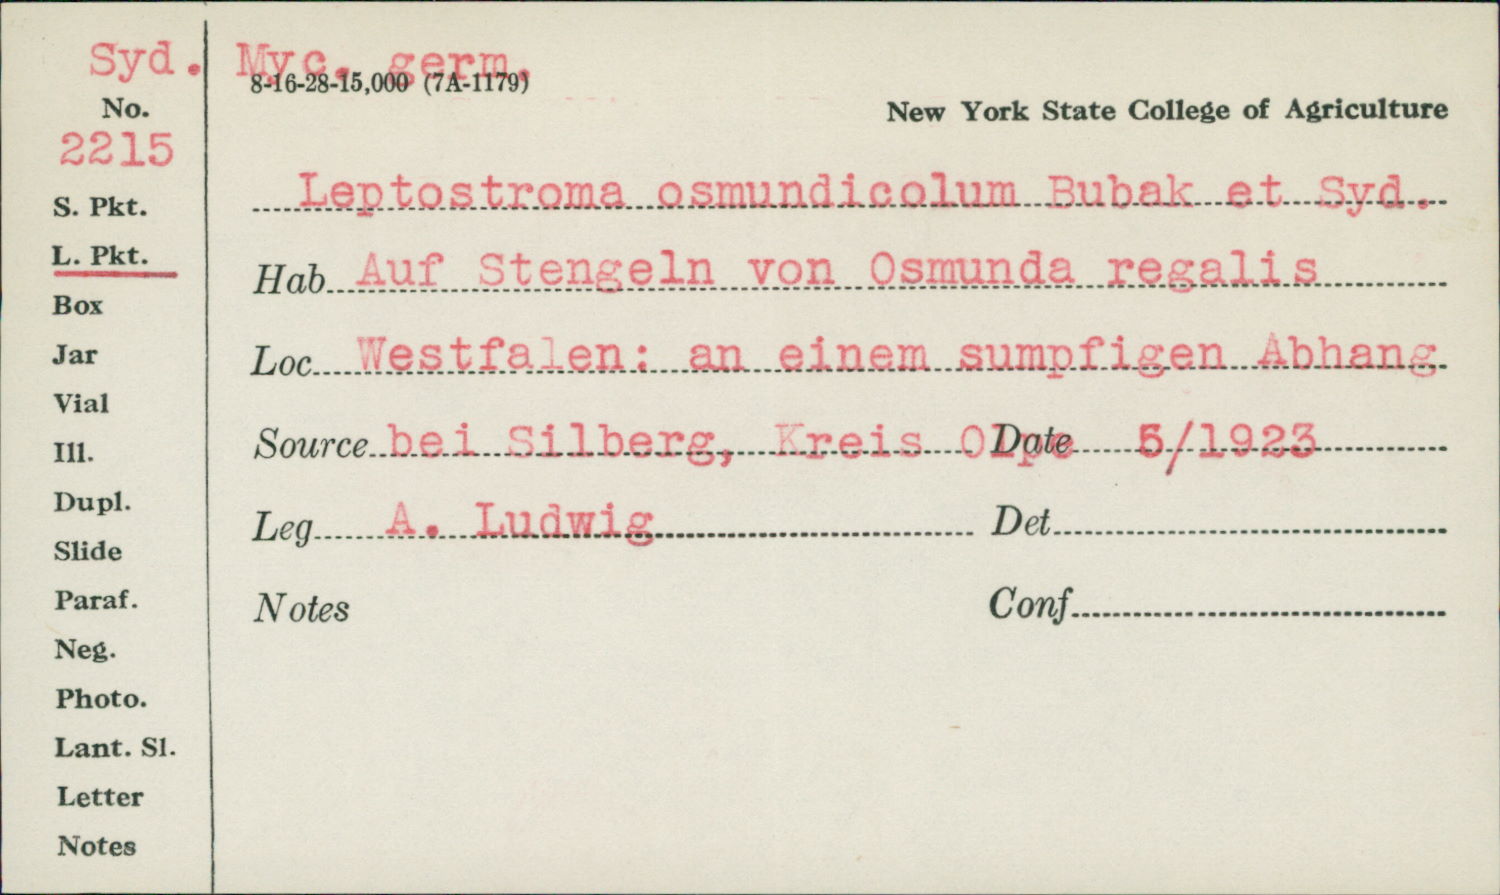 Syd. Myc. germ.
8-16-28-15,000 (7A-1179)
No.
2215
New York State College of Agriculture
Leptostroma osmundicolum Bubak et Syd.
Hab Auf Stengeln von Osmunda regalis
Loc Westfalen: an einem sumpfigen Abhang
Source bei Silberg, Kreis Olpe Date 5/1923
Leg A. Ludwig Det
Notes Conf
S. Pkt.
L. Pkt.
Box
Jar
Vial
Ill.
Dupl.
Slide
Paraf.
Neg.
Photo.
Lant. Sl.
Letter
Notes